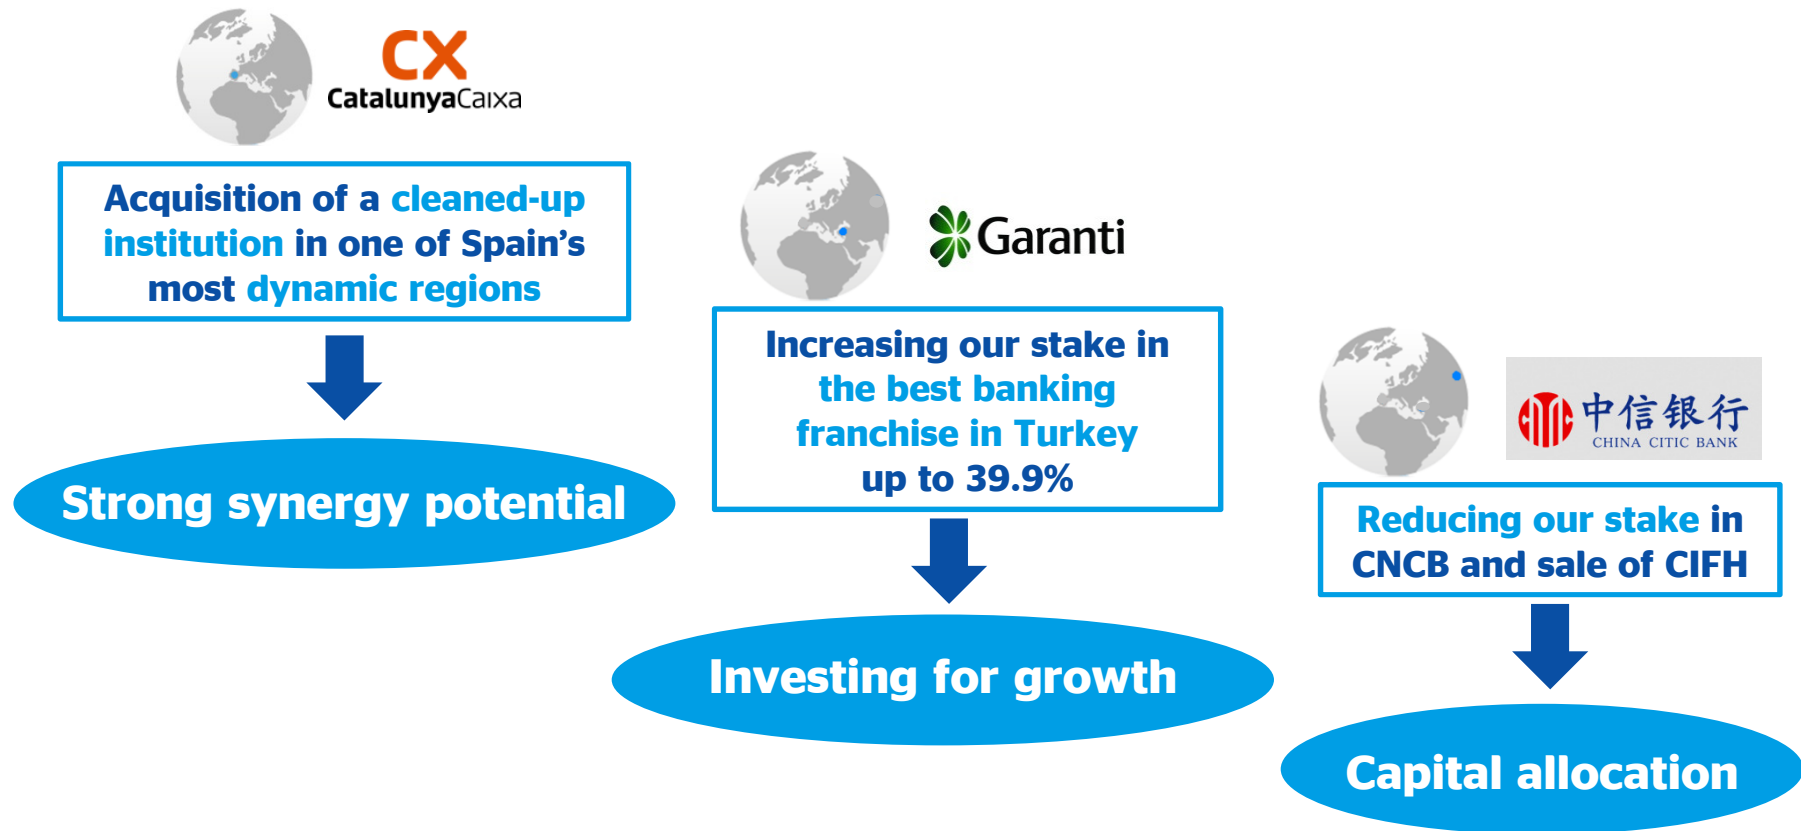 CX
CatalunyaCaixa
Acquisition of a cleaned-up
institution in one of Spain's
most dynamic regions
Strong synergy potential
Garanti
Increasing our stake in
the best banking
franchise in Turkey
up to 39.9%
Investing for growth
CITIC
中信银行
CHINA CITIC BANK
Reducing our stake in
CNCB and sale of CIFH
Capital allocation